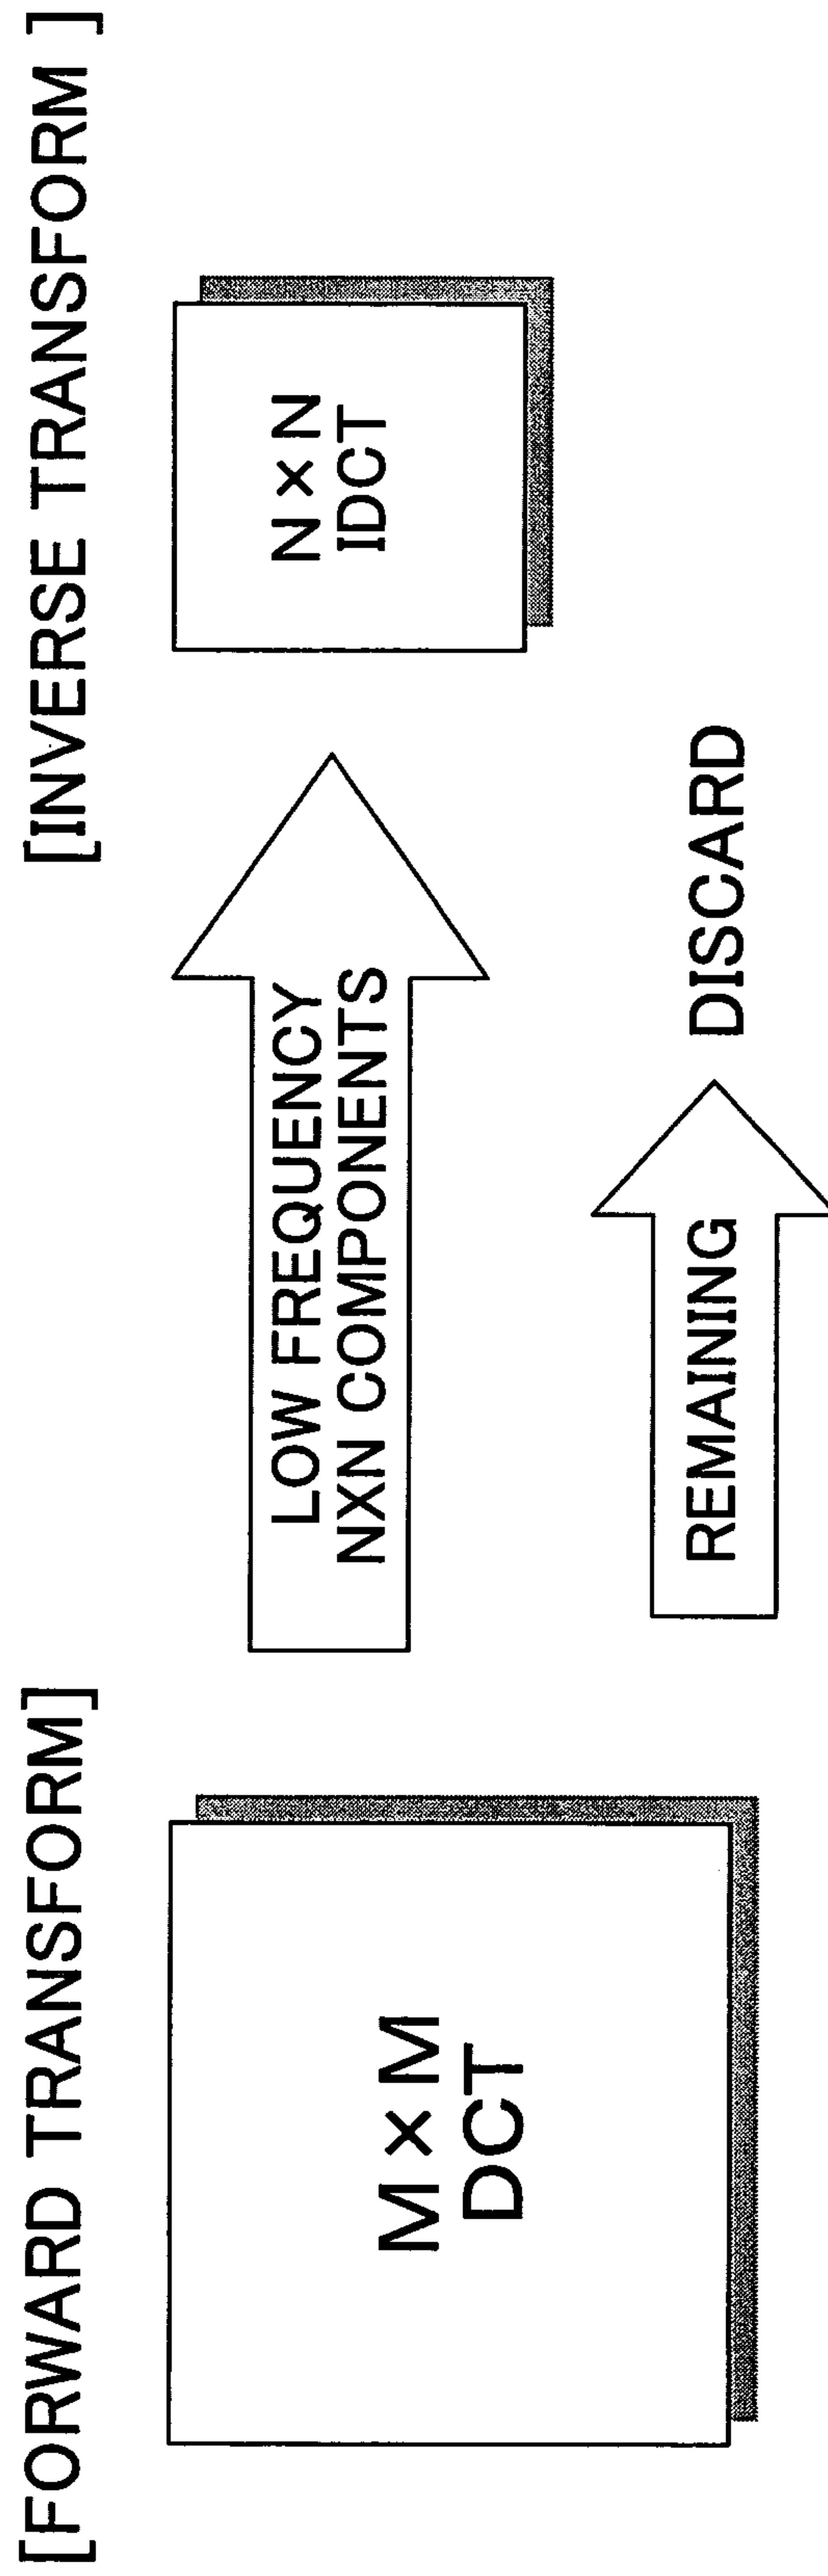 [FORWARD TRANSFORM]
[INVERSE TRANSFORM ]
M × M
DCT
LOW FREQUENCY
NXN COMPONENTS
N × N
IDCT
REMAINING
DISCARD